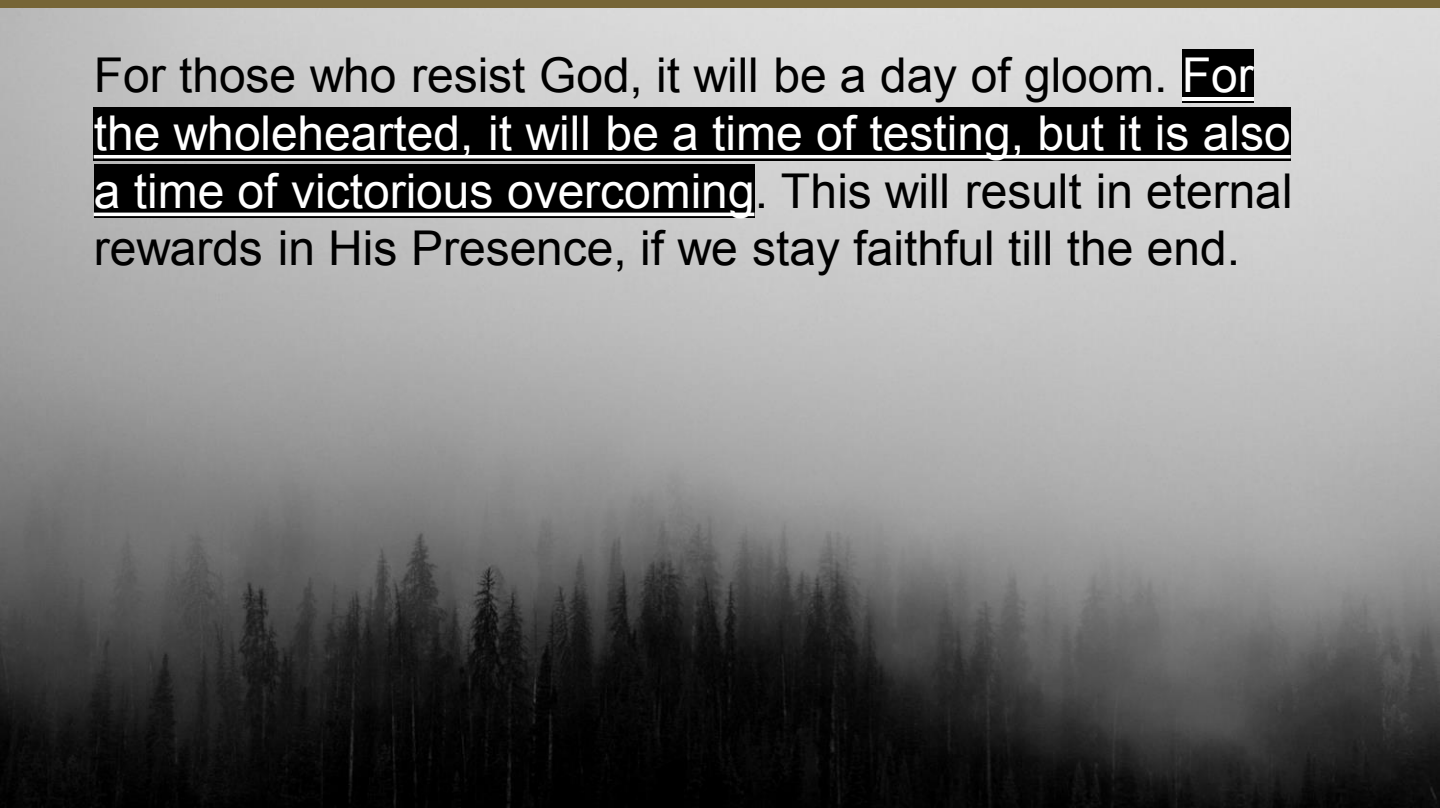 For those who resist God, it will be a day of gloom. For
the wholehearted, it will be a time of testing, but it is also
a time of victorious overcoming. This will result in eternal
rewards in His Presence, if we stay faithful till the end.